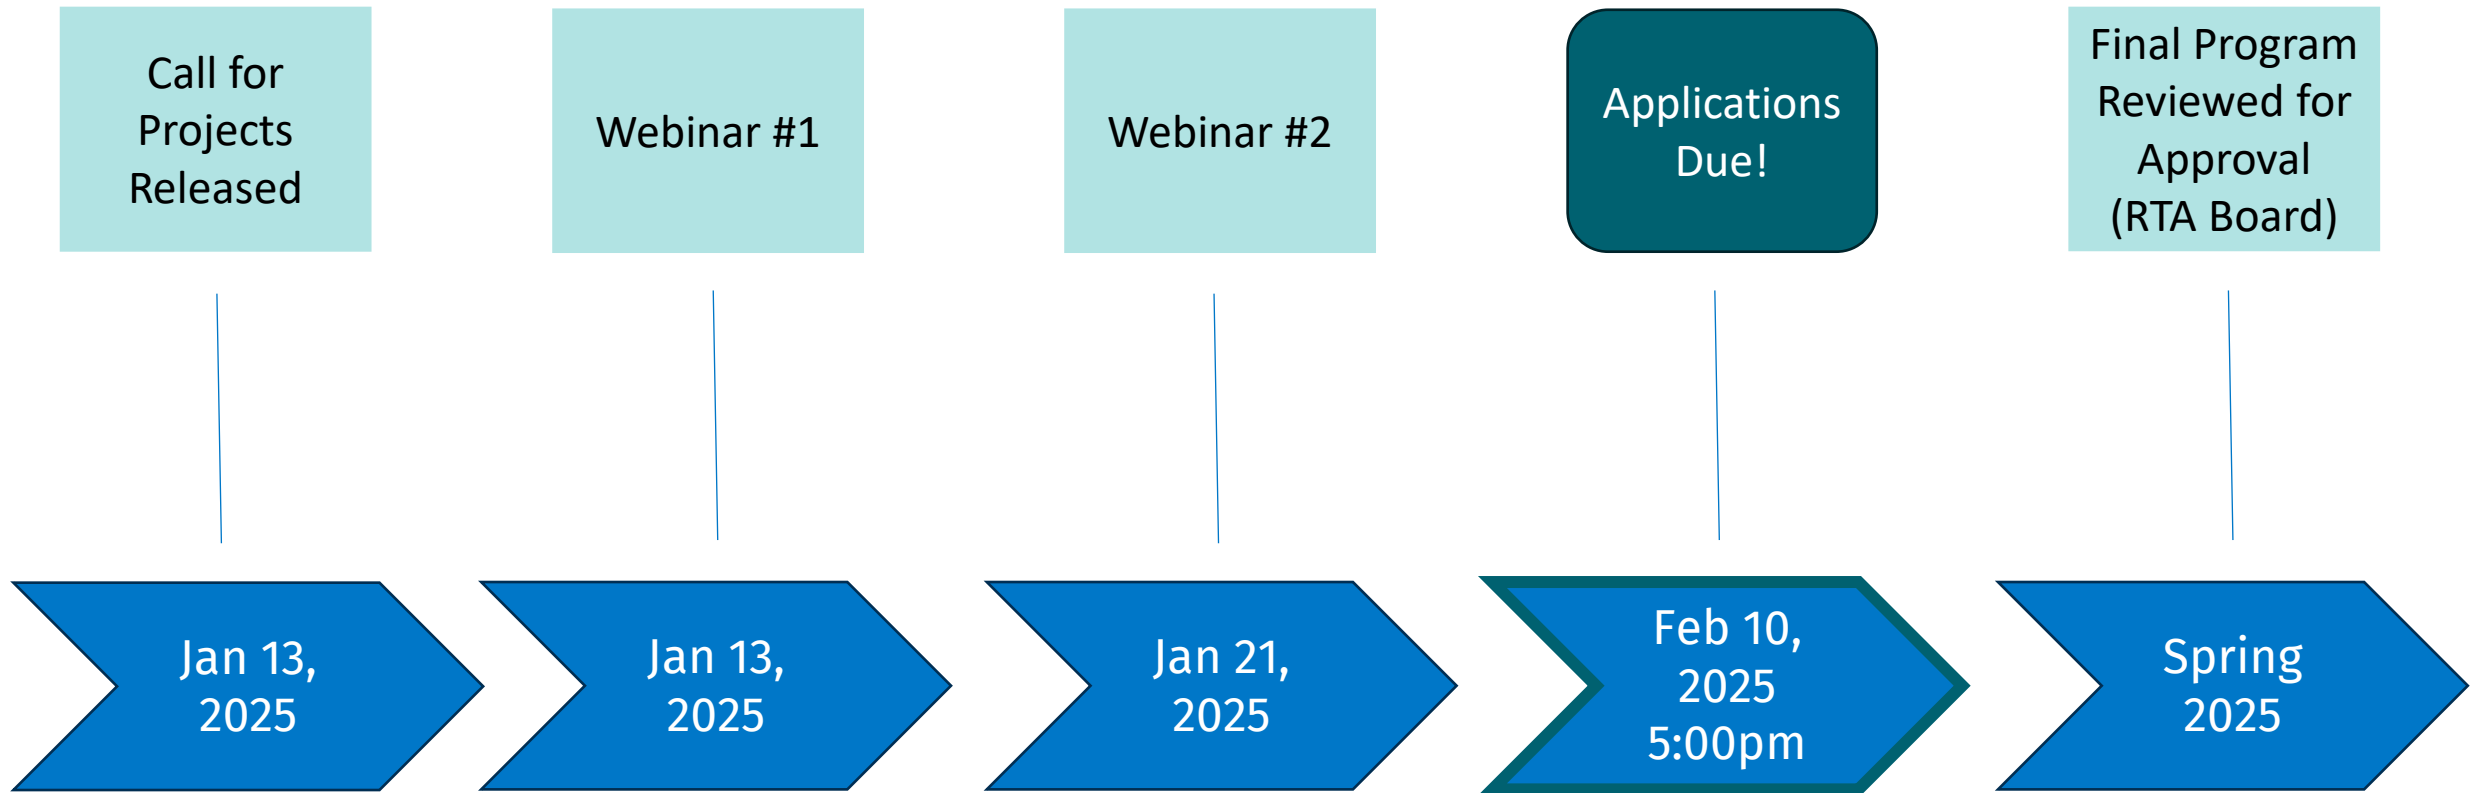 Call for
Projects
Released
Webinar #1
Webinar #2
Applications
Due!
Final Program
Reviewed for
Approval
(RTA Board)
Jan 13,
2025
Jan 13,
2025
Jan 21,
2025
Feb 10,
2025
5:00pm
Spring
2025